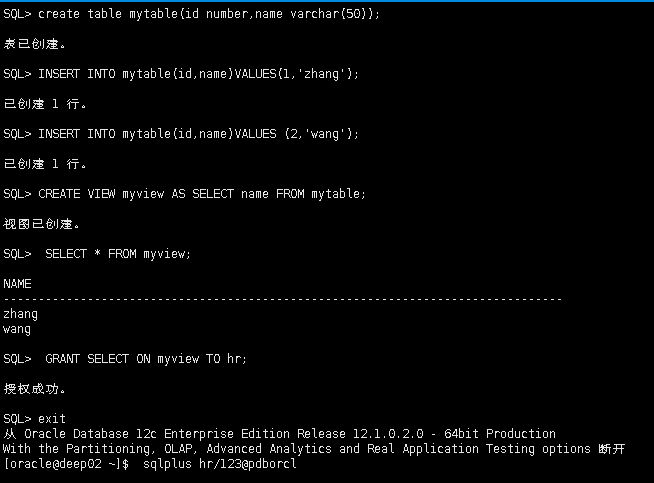 SQL> create table mytable(id number,name varchar(50));
表已创建。
SQL> INSERT INTO mytable(id,name)VALUES(1,'zhang');
已创建 1 行。
SQL> INSERT INTO mytable(id,name)VALUES (2,'wang');
已创建 1 行。
SQL> CREATE VIEW myview AS SELECT name FROM mytable;
视图已创建。
SQL>  SELECT * FROM myview;
NAME
--------------------------------------------------------------------------------
zhang
wang
SQL>  GRANT SELECT ON myview TO hr;
授权成功。
SQL> exit
从 Oracle Database 12c Enterprise Edition Release 12.1.0.2.0 - 64bit Production
With the Partitioning, OLAP, Advanced Analytics and Real Application Testing options 断开
[oracle@deep02 ~]$  sqlplus hr/123@pdborcl